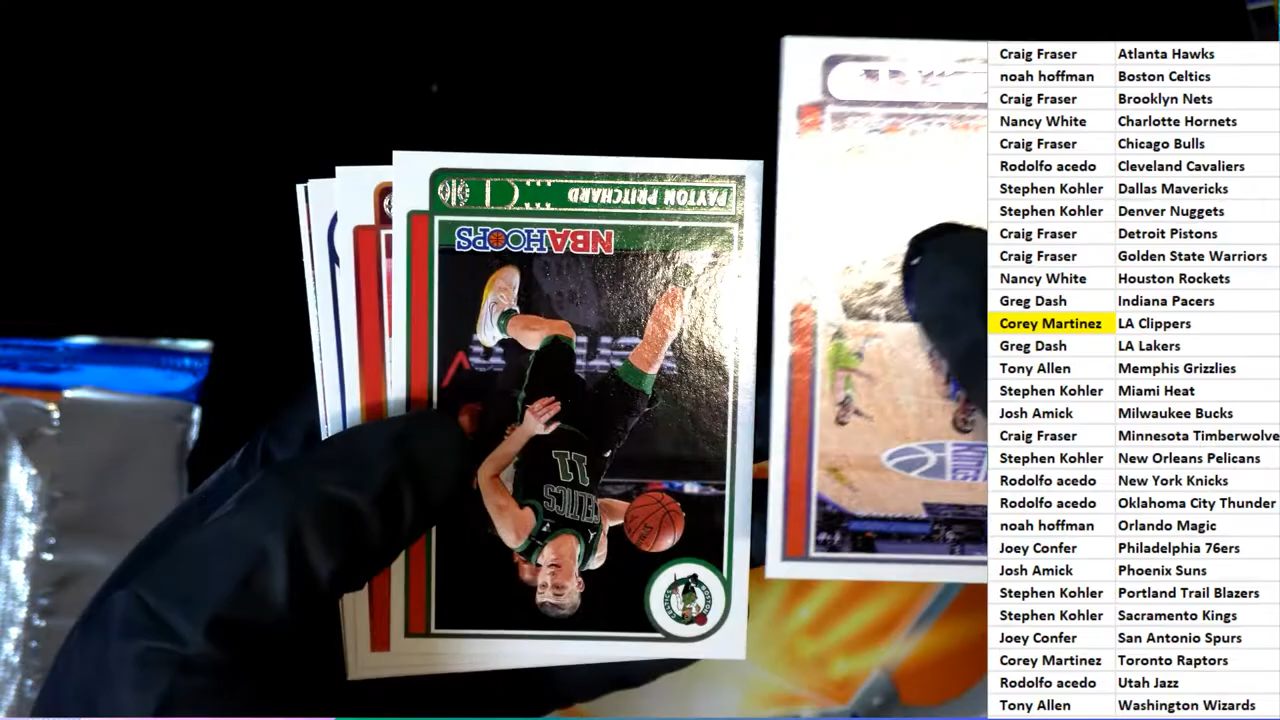 PAYTON PRITCHARD
NBA HOOPS
CELTICS
11
BOSTON
CELTICS
KINGS
Craig Fraser Atlanta Hawks
noah hoffman Boston Celtics
Craig Fraser Brooklyn Nets
Nancy White Charlotte Hornets
Craig Fraser Chicago Bulls
Rodolfo acedo Cleveland Cavaliers
Stephen Kohler Dallas Mavericks
Stephen Kohler Denver Nuggets
Craig Fraser Detroit Pistons
Craig Fraser Golden State Warriors
Nancy White Houston Rockets
Greg Dash Indiana Pacers
Corey Martinez LA Clippers
Greg Dash LA Lakers
Tony Allen Memphis Grizzlies
Stephen Kohler Miami Heat
Josh Amick Milwaukee Bucks
Craig Fraser Minnesota Timberwolve
Stephen Kohler New Orleans Pelicans
Rodolfo acedo New York Knicks
Rodolfo acedo Oklahoma City Thunder
noah hoffman Orlando Magic
Joey Confer Philadelphia 76ers
Josh Amick Phoenix Suns
Stephen Kohler Portland Trail Blazers
Stephen Kohler Sacramento Kings
Joey Confer San Antonio Spurs
Corey Martinez Toronto Raptors
Rodolfo acedo Utah Jazz
Tony Allen Washington Wizards